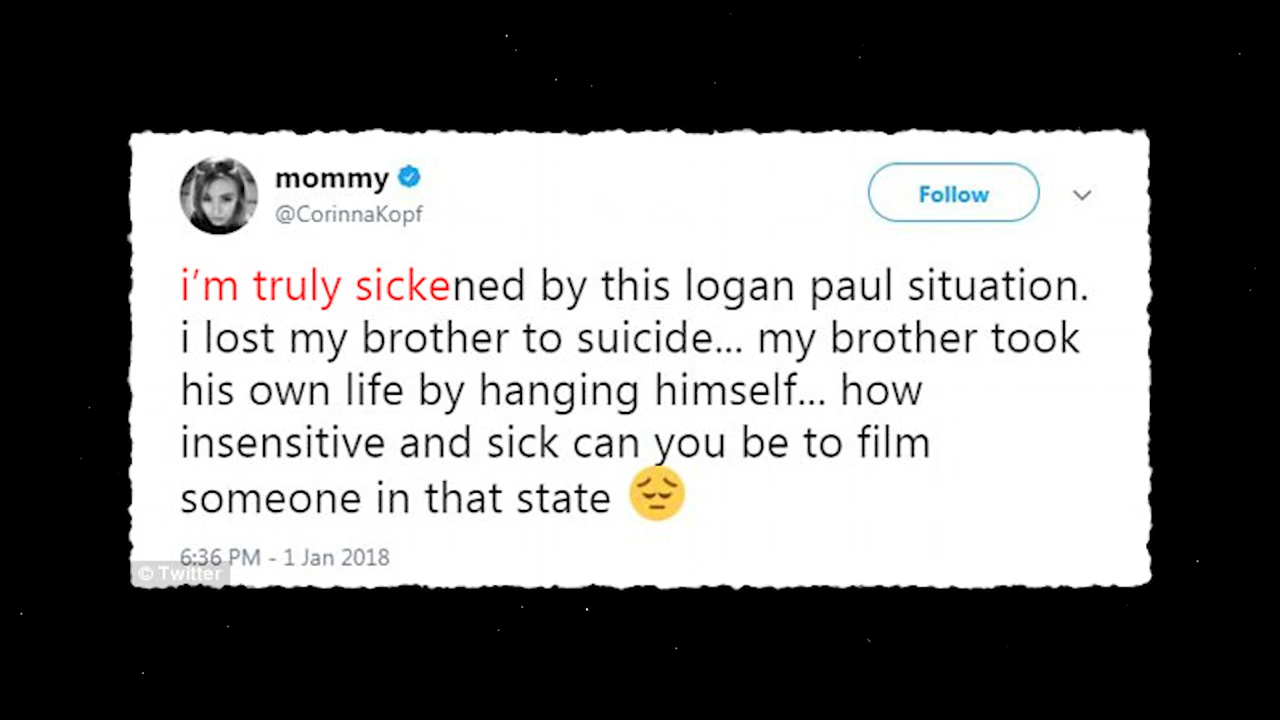 mommy
@CorinnaKopf
Follow
i'm truly sickened by this logan paul situation.
i lost my brother to suicide... my brother took
his own life by hanging himself... how
insensitive and sick can you be to film
someone in that state 😔
6:36 PM - 1 Jan 2018
© Twitter